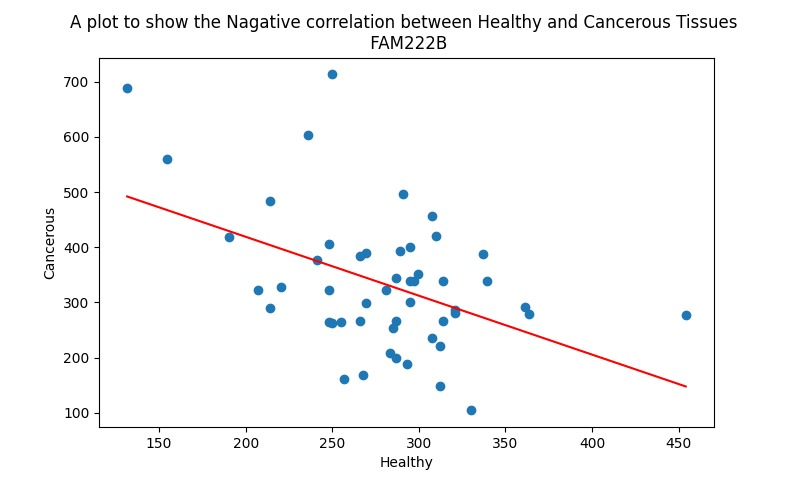 A plot to show the Nagative correlation between Healthy and Cancerous Tissues
FAM222B
700
600
500
400
300
200
100
Cancerous
150 200 250 300 350 400 450
Healthy